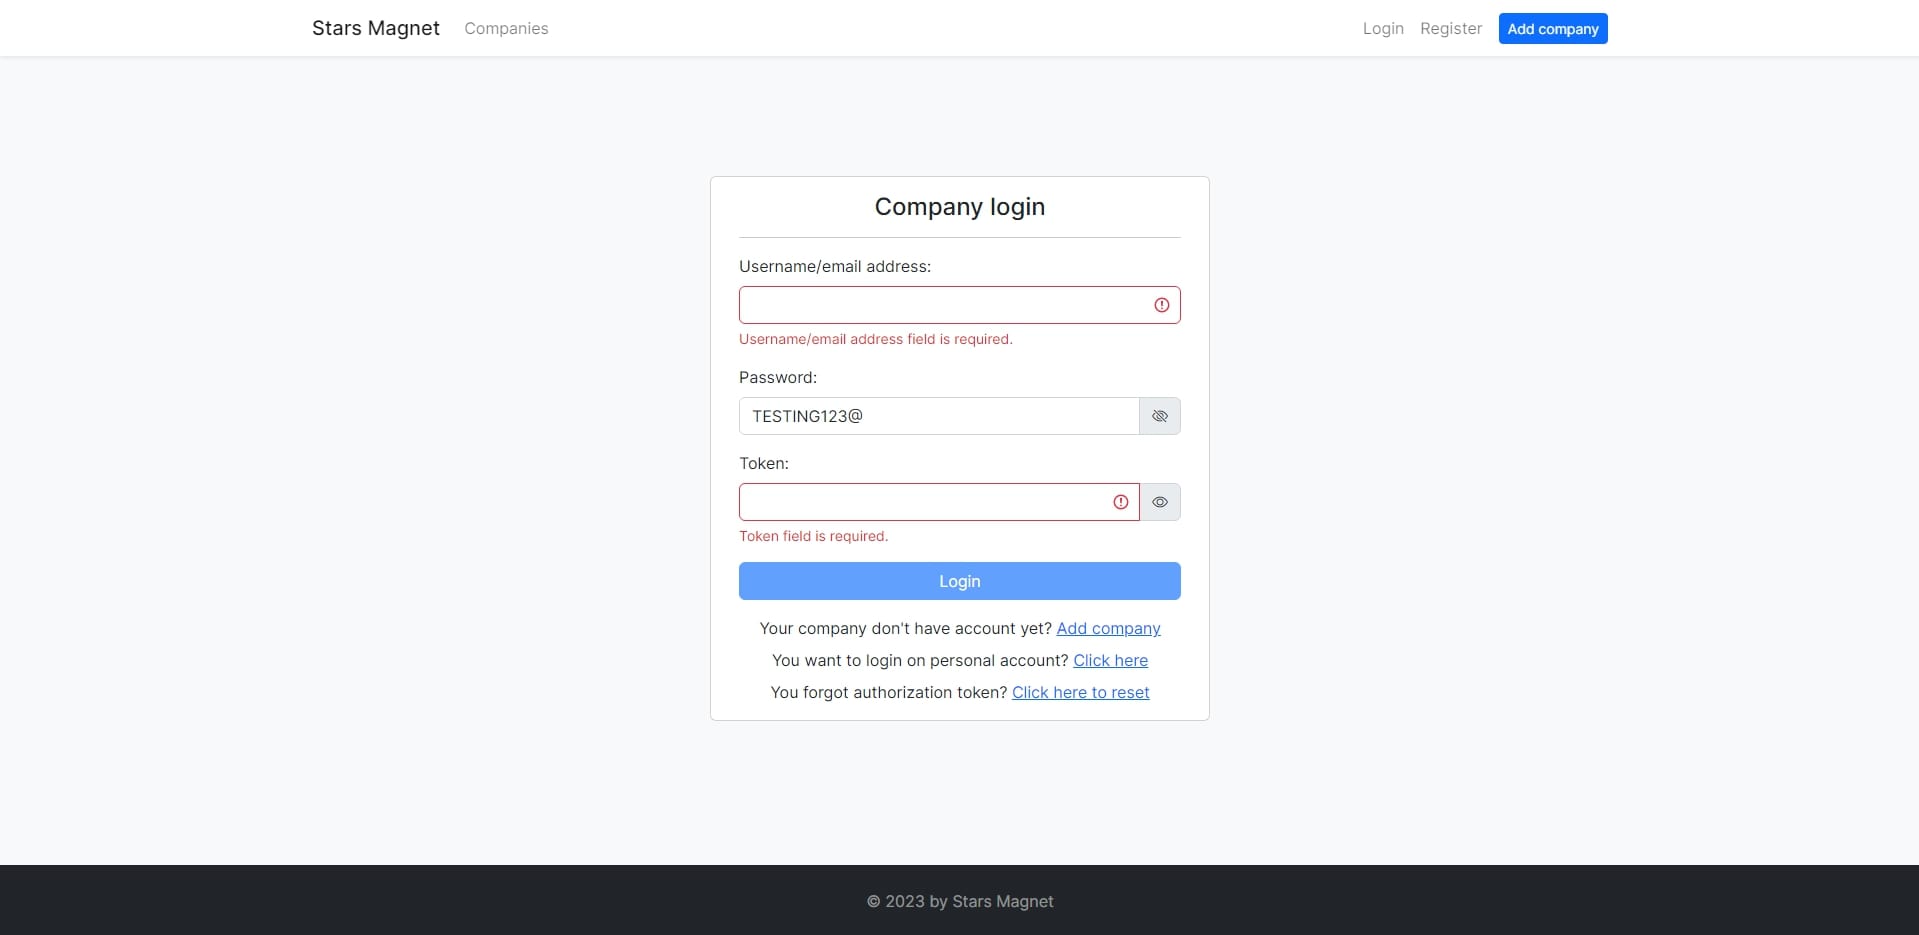 Stars Magnet Companies Login Register Add company
Company login
Username/email address:
Username/email address field is required.
Password:
TESTING123@
Token:
Token field is required.
Login
Your company don't have account yet? Add company
You want to login on personal account? Click here
You forgot authorization token? Click here to reset
© 2023 by Stars Magnet